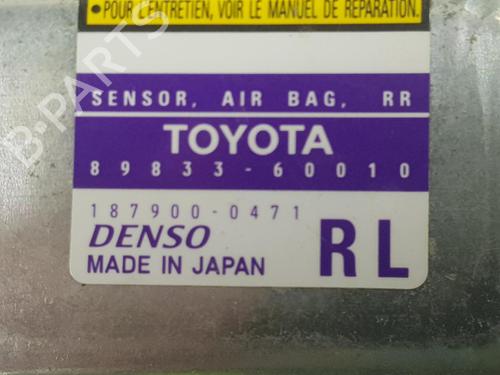 • POUR L'ENTRETIEN, VOIR LE MANUEL DE RÉPARATION.
SENSOR, AIR BAG, RR
TOYOTA
89833-60010
187900-0471
DENSO
MADE IN JAPAN
RL
B-PARTS